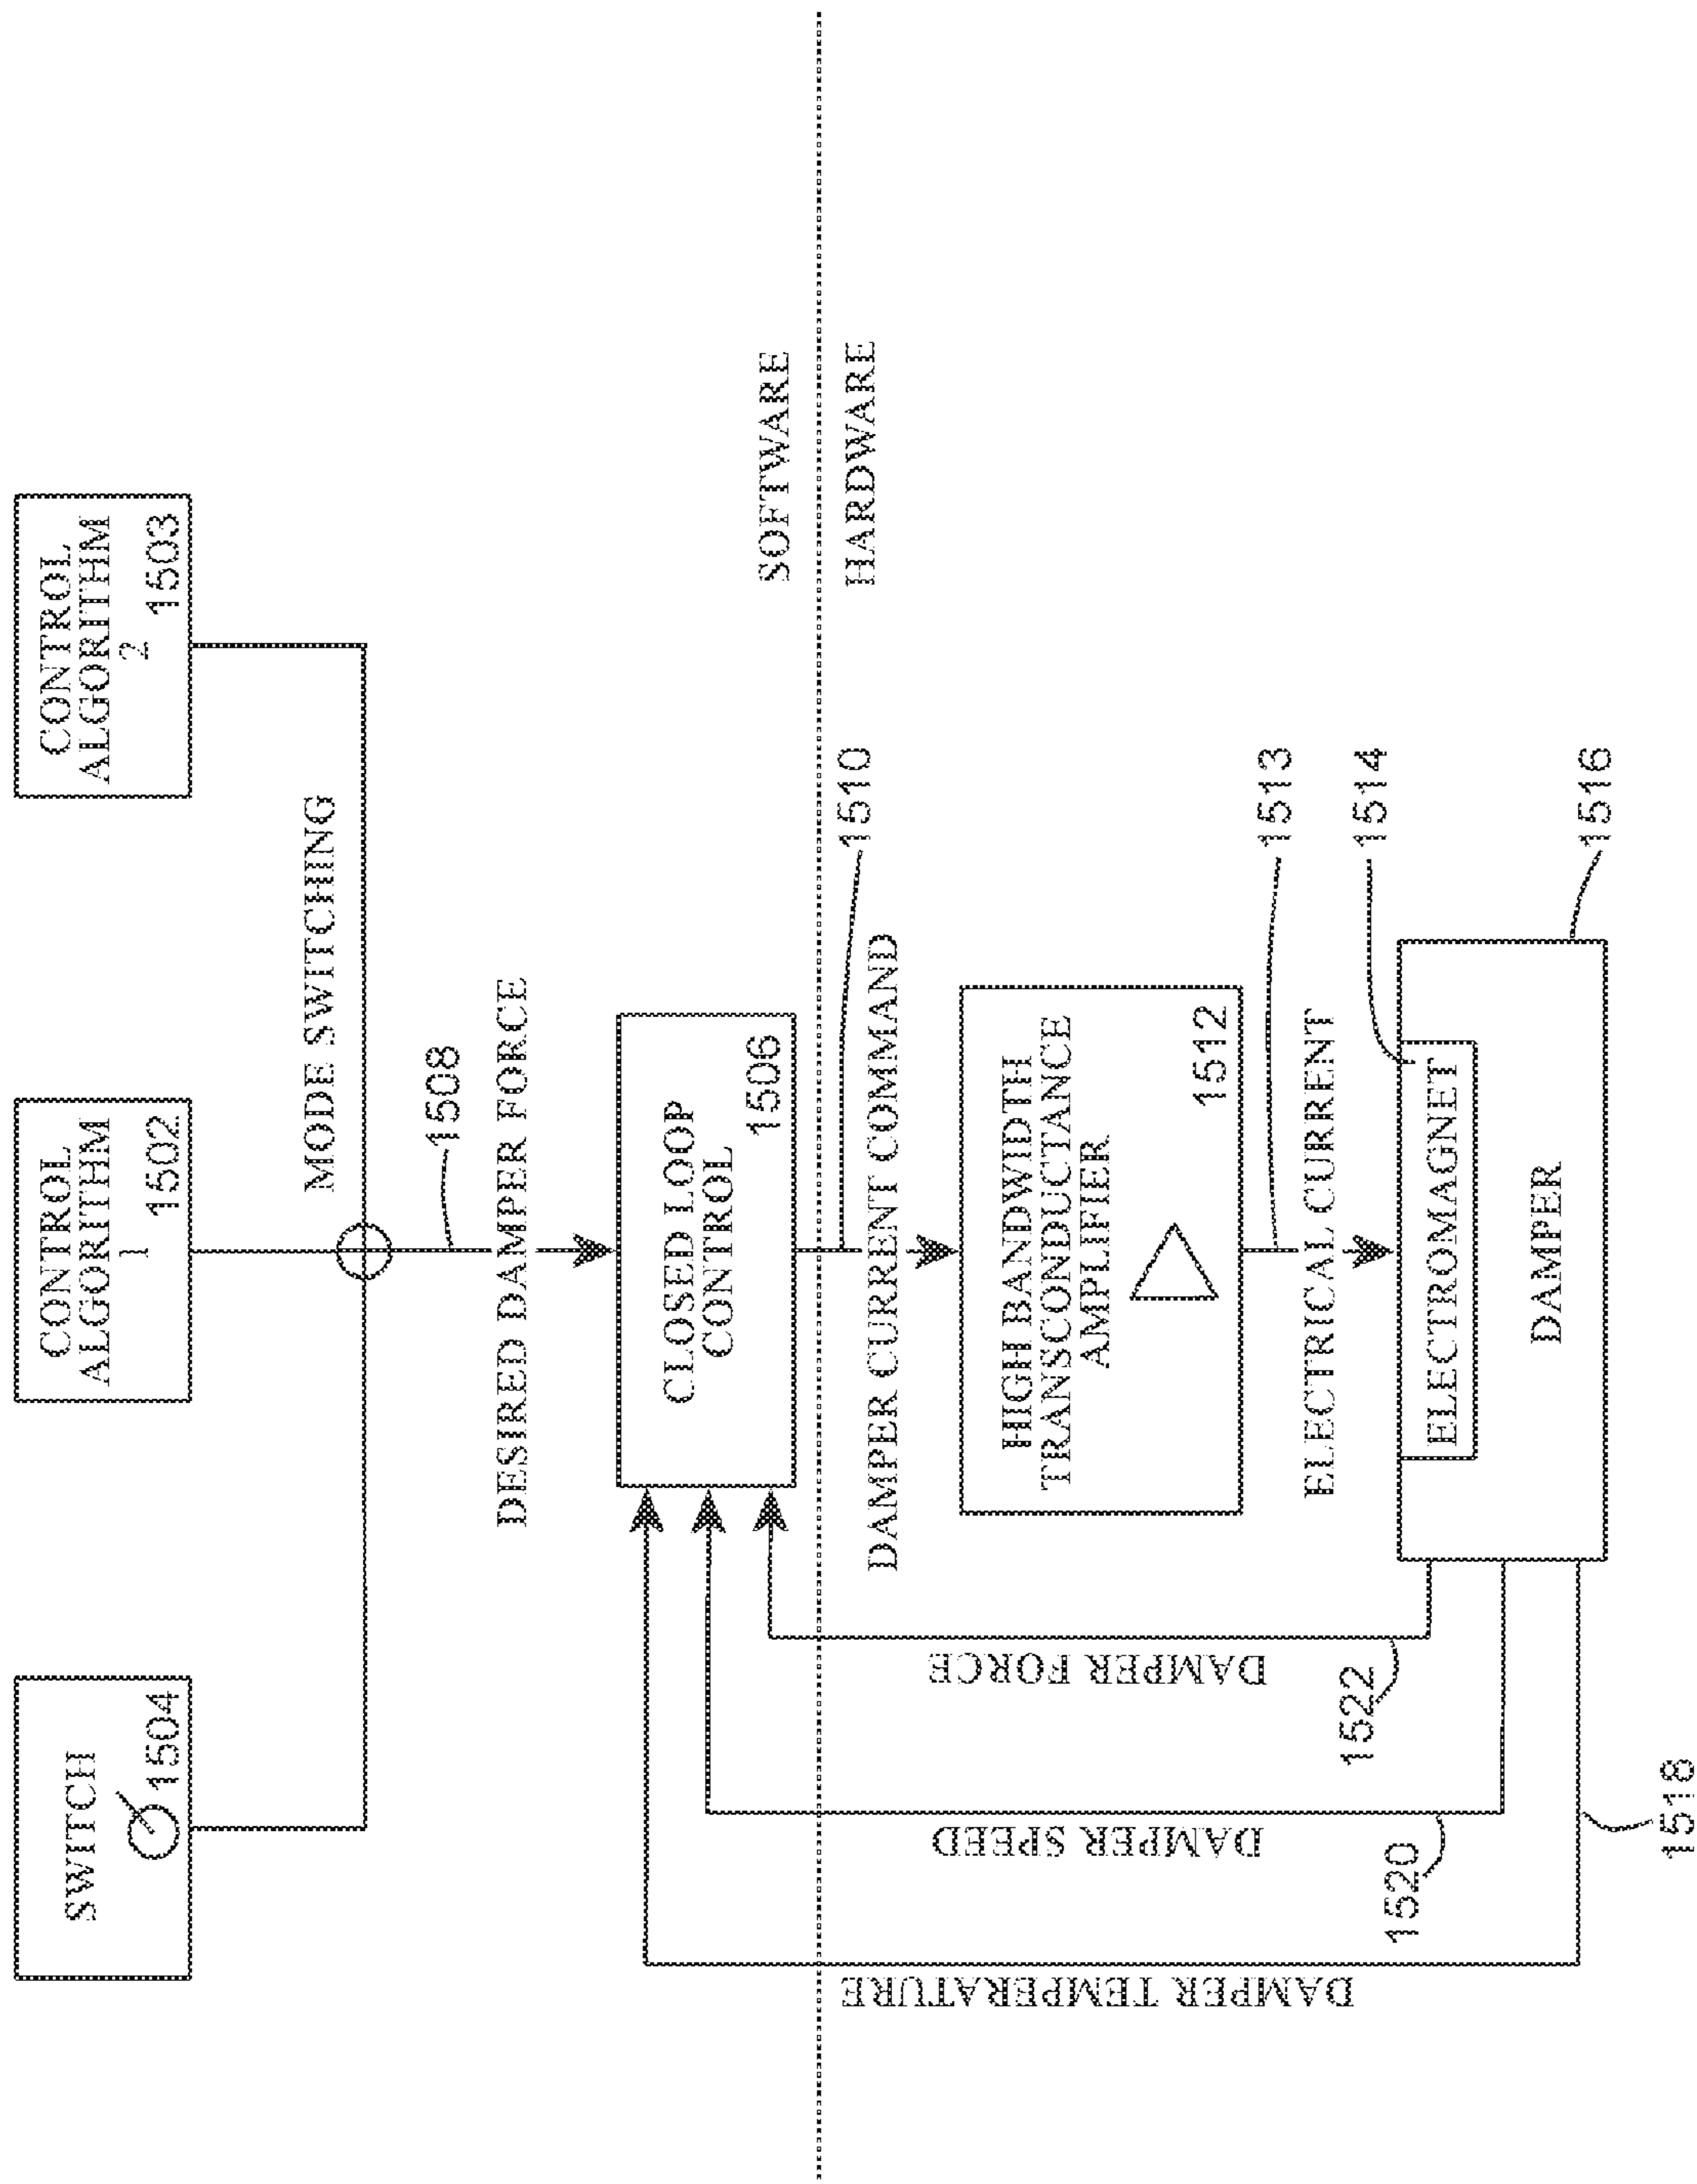 SWITCH
1504
CONTROL
ALGORITHM
1
1502
CONTROL
ALGORITHM
2
1503
MODE SWITCHING
1508
DESIRED DAMPER FORCE
CLOSED LOOP
CONTROL
1506
SOFTWARE
HARDWARE
1510
DAMPER CURRENT COMMAND
HIGH BANDWIDTH
TRANSCONDUCTANCE
AMPLIFIER
1512
1513
ELECTRICAL CURRENT
1514
ELECTROMAGNET
DAMPER
1516
DAMPER FORCE
1522
DAMPER SPEED
1520
DAMPER TEMPERATURE
1518